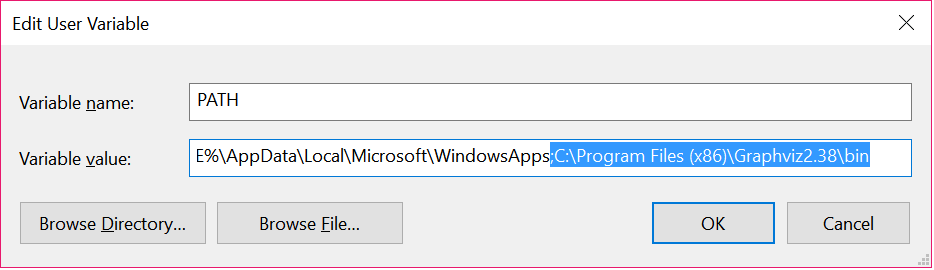 Edit User Variable
Variable name:
PATH
Variable value:
E%\AppData\Local\Microsoft\WindowsApps;C:\Program Files (x86)\Graphviz2.38\bin
Browse Directory...
Browse File...
OK
Cancel